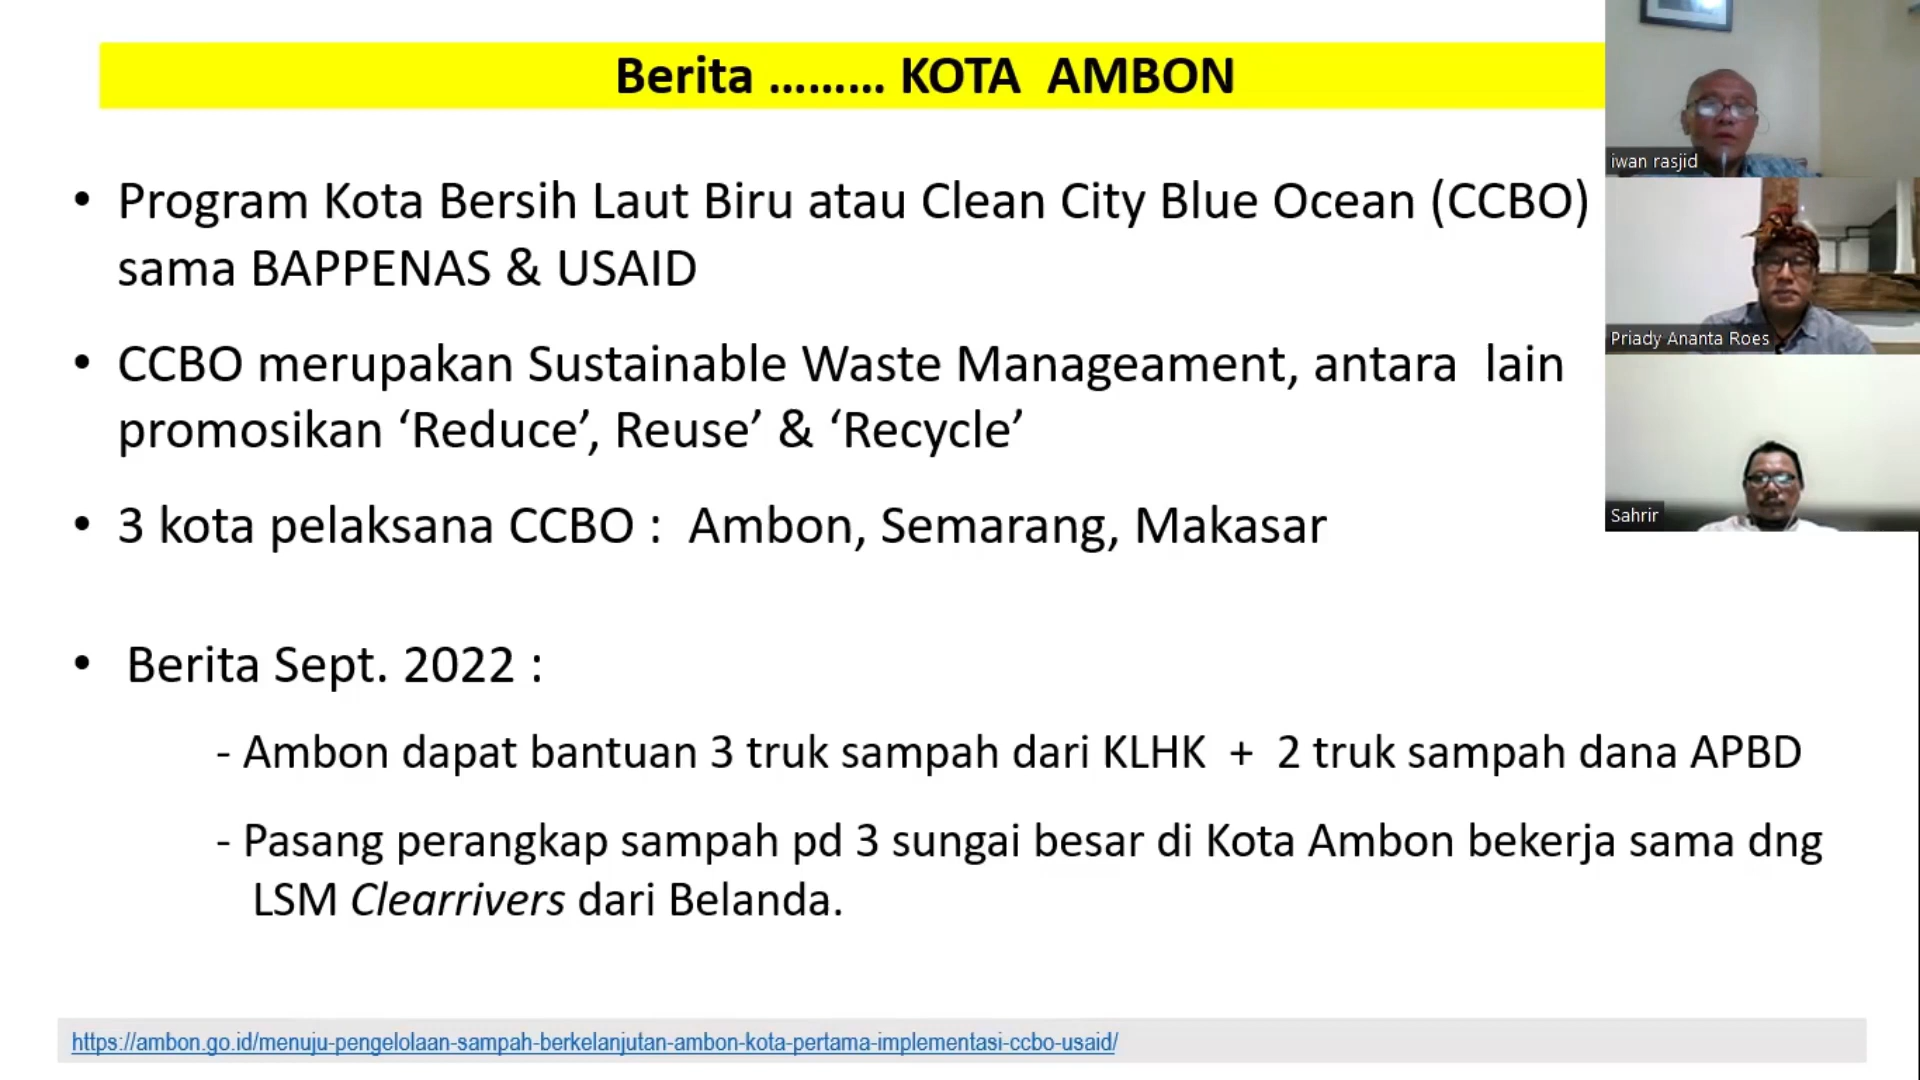 Berita ……… KOTA AMBON
• Program Kota Bersih Laut Biru atau Clean City Blue Ocean (CCBO)
sama BAPPENAS & USAID
• CCBO merupakan Sustainable Waste Manageament, antara lain
promosikan ‘Reduce’, Reuse’ & ‘Recycle’
• 3 kota pelaksana CCBO : Ambon, Semarang, Makasar
• Berita Sept. 2022 :
- Ambon dapat bantuan 3 truk sampah dari KLHK + 2 truk sampah dana APBD
- Pasang perangkap sampah pd 3 sungai besar di Kota Ambon bekerja sama dng
LSM Clearrivers dari Belanda.
https://ambon.go.id/menuju-pengelolaan-sampah-berkelanjutan-ambon-kota-pertama-implementasi-ccbo-usaid/
iwan rasjid
Priady Ananta Roes
Sahrir